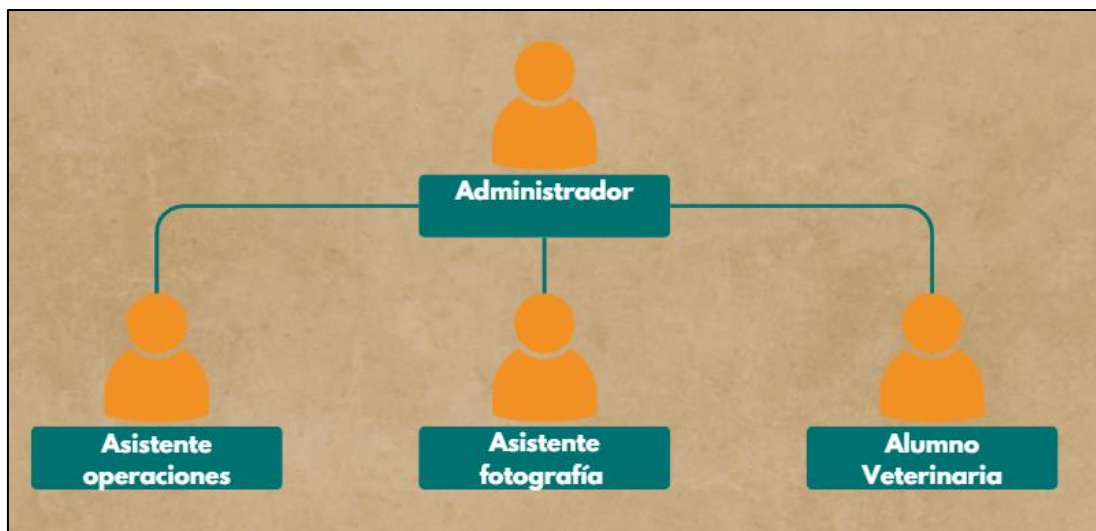 Administrador
Asistente
operaciones
Asistente
fotografía
Alumno
Veterinaria